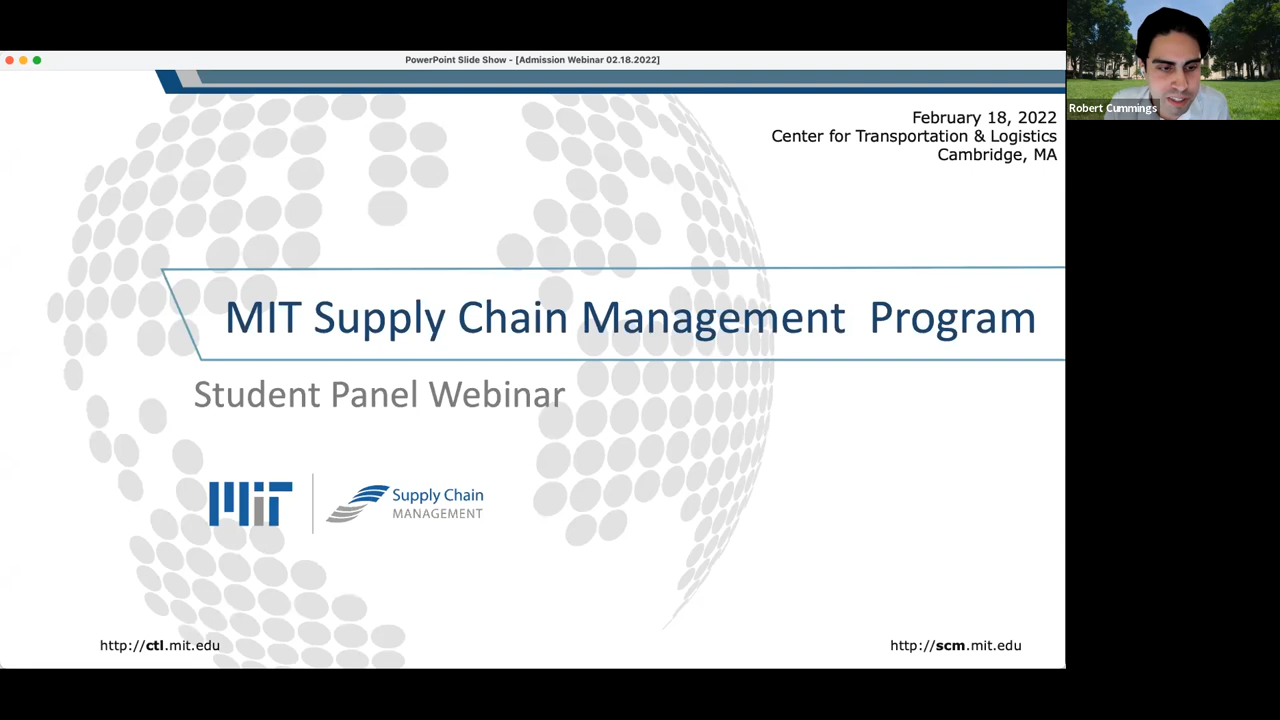 PowerPoint Slide Show - [Admission Webinar 02.18.2022]
Robert Cummings
February 18, 2022
Center for Transportation & Logistics
Cambridge, MA
MIT Supply Chain Management Program
Student Panel Webinar
MIT
Supply Chain
MANAGEMENT
http://ctl.mit.edu
http://scm.mit.edu